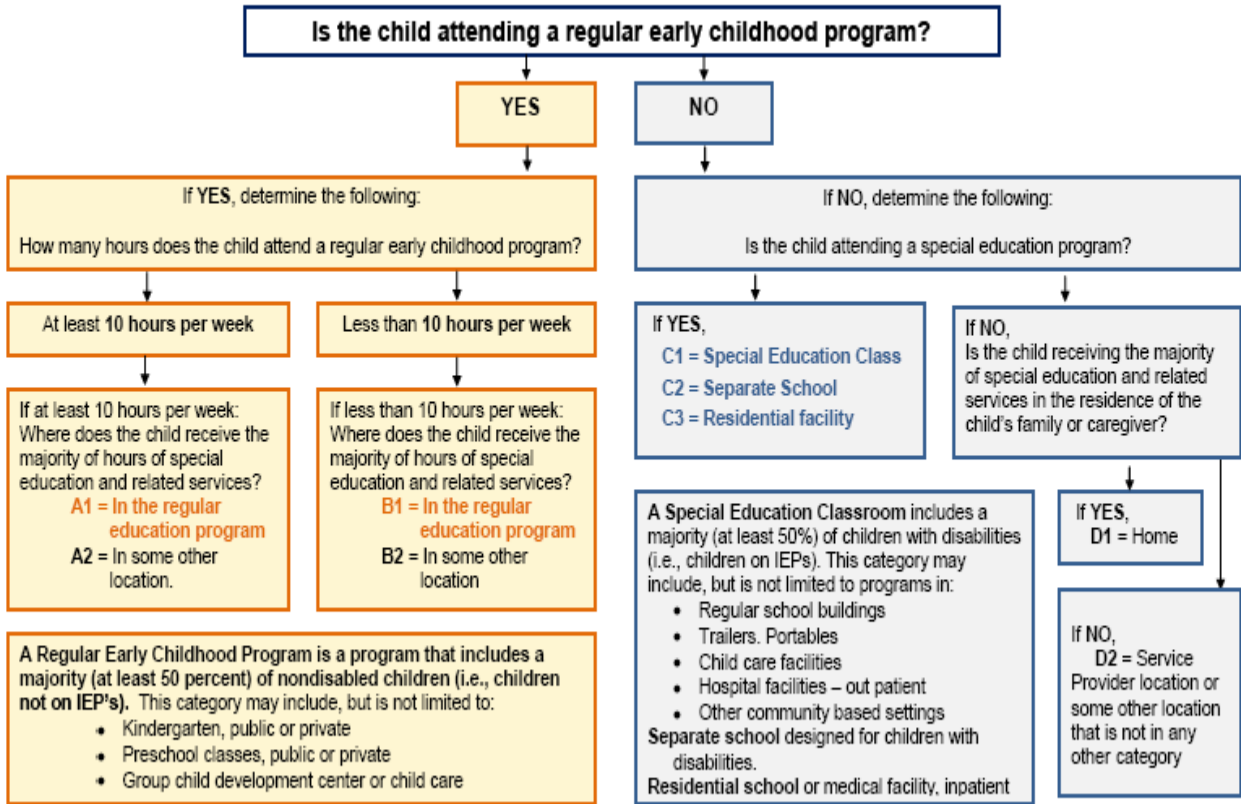 Is the child attending a regular early childhood program?
YES
NO
If YES, determine the following:
How many hours does the child attend a regular early childhood program?
If NO, determine the following:
Is the child attending a special education program?
At least 10 hours per week
Less than 10 hours per week
If YES,
C1 = Special Education Class
C2 = Separate School
C3 = Residential facility
If NO,
Is the child receiving the majority
of special education and related
services in the residence of the
child's family or caregiver?
If at least 10 hours per week:
Where does the child receive the
majority of hours of special
education and related services?
A1 = In the regular
education program
A2 = In some other
location.
If less than 10 hours per week:
Where does the child receive the
majority of hours of special
education and related services?
B1 = In the regular
education program
B2 = In some other
location
If YES,
D1 = Home
A Special Education Classroom includes a
majority (at least 50%) of children with disabilities
(i.e., children on IEPs). This category may
include, but is not limited to programs in:
• Regular school buildings
• Trailers. Portables
• Child care facilities
• Hospital facilities – out patient
• Other community based settings
Separate school designed for children with
disabilities.
Residential school or medical facility, inpatient
If NO,
D2 = Service
Provider location or
some other location
that is not in any
other category
A Regular Early Childhood Program is a program that includes a
majority (at least 50 percent) of nondisabled children (i.e., children
not on IEP's). This category may include, but is not limited to:
• Kindergarten, public or private
• Preschool classes, public or private
• Group child development center or child care